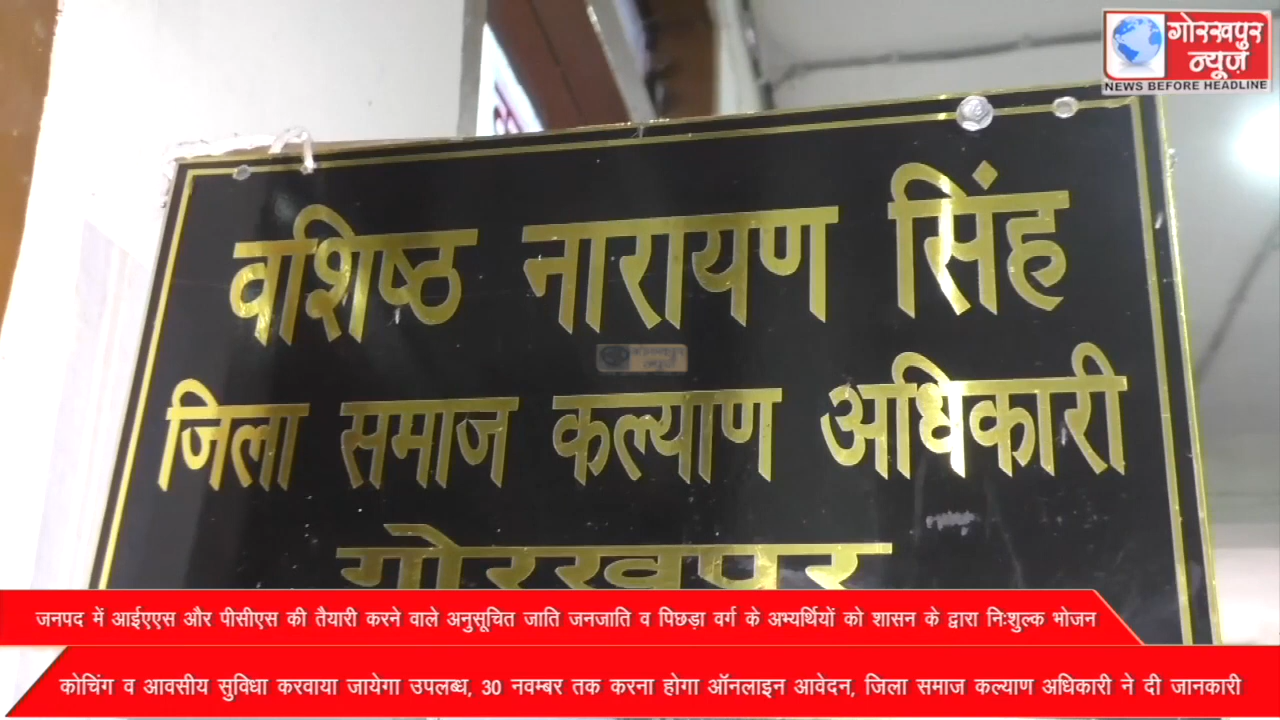 गोरखपुर
न्यूज़
NEWS BEFORE HEADLINE
वशिष्ठ नारायण सिंह
गोरखपुर
न्यूज़
जिला समाज कल्याण अधिकारी
गोरखपुर
जनपद में आईएएस और पीसीएस की तैयारी करने वाले अनुसूचित जाति जनजाति व पिछड़ा वर्ग के अभ्यर्थियों को शासन के द्वारा निःशुल्क भोजन
कोचिंग व आवसीय सुविधा करवाया जायेगा उपलब्ध, 30 नवम्बर तक करना होगा ऑनलाइन आवेदन, जिला समाज कल्याण अधिकारी ने दी जानकारी